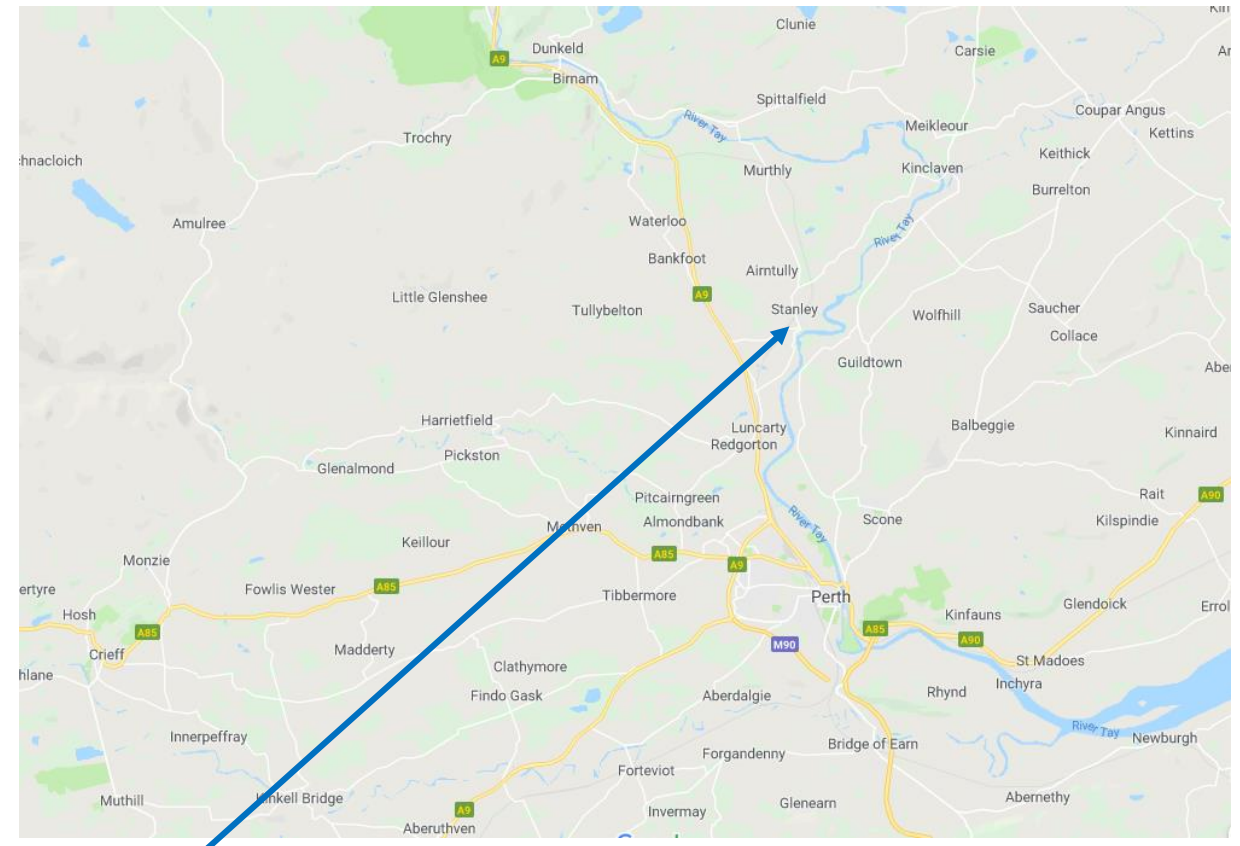 Clunie
Dunkeld
Carsie
A9
Birnam
Spittalfield
Coupar Angus
River Tay
Meikleour
Kettins
Trochry
Keithick
Murthly
Kinclaven
Burrelton
Amulree
Waterloo
River Tay
Bankfoot
Airntully
Little Glenshee
A9
Tullybelton
Stanley
Wolfhill
Saucher
Collace
Guildtown
Harrietfield
Luncarty
Redgorton
Balbeggie
Kinnaird
Pickston
Glenalmond
Pitcairngreen
Rait
A90
Methven
Almondbank
River Tay
Scone
Kilspindie
Keillour
A85
Monzie
A9
Fowlis Wester
A85
Tibbermore
Perth
Hosh
Kinfauns
Glendoick
Errol
A85
A85
A90
Crieff
Madderty
M90
Clathymore
St Madoes
Findo Gask
Aberdalgie
Rhynd
Inchyra
Innerpeffray
River Tay
Newburgh
Forgandenny
Bridge of Earn
Forteviot
Muthill
Kinkell Bridge
A9
Invermay
Glenearn
Abernethy
Aberuthven